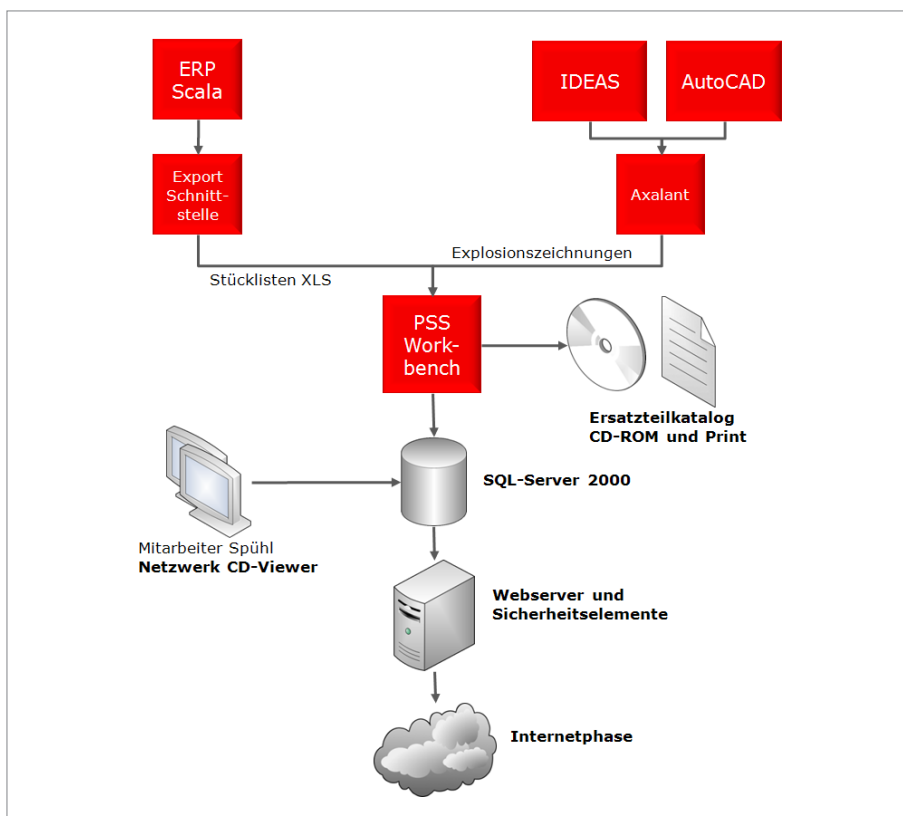 ERP
Scala
IDEAS
AutoCAD
Export
Schnitt-
stelle
Axalant
Explosionszeichnungen
Stücklisten XLS
PSS
Work-
bench
Ersatzteilkatalog
CD-ROM und Print
SQL-Server 2000
Mitarbeiter Spühl
Netzwerk CD-Viewer
Webserver und
Sicherheitselemente
Internetphase